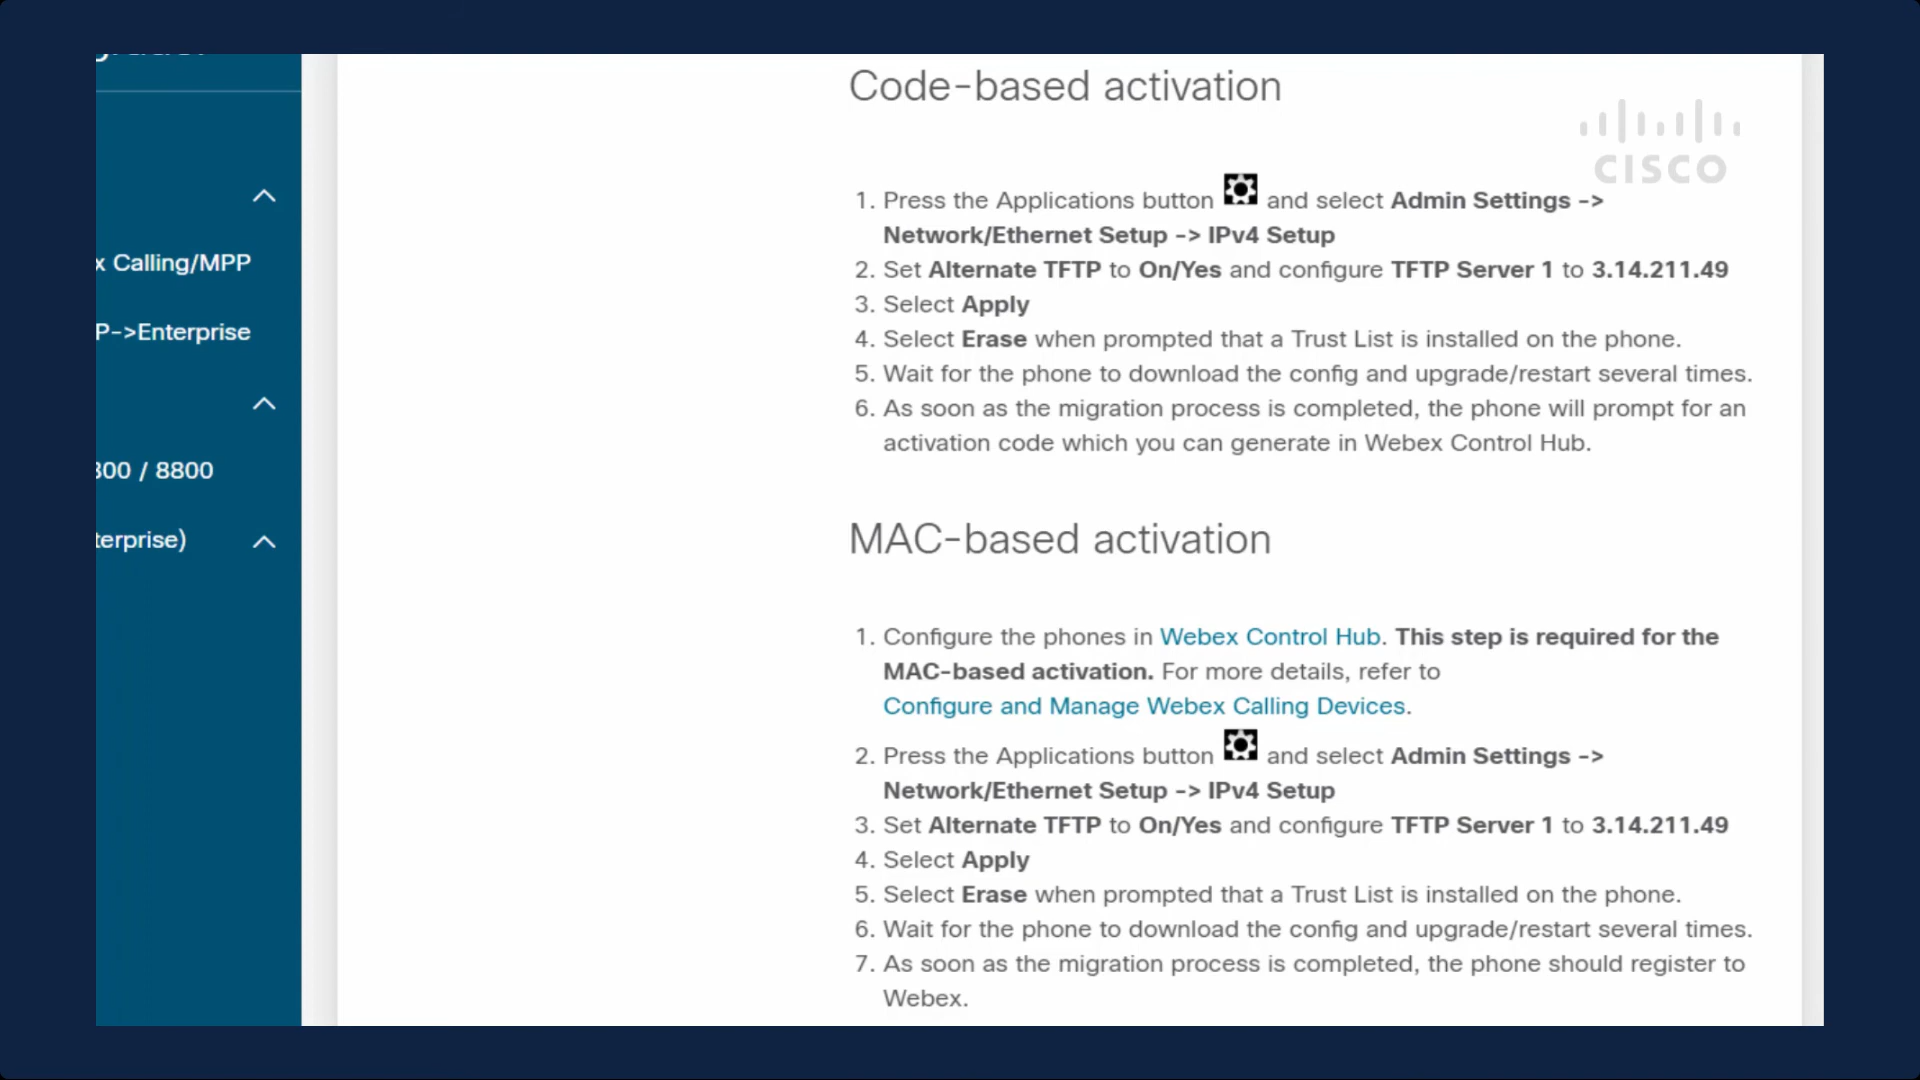 Code-based activation
CISCO
1. Press the Applications button and select Admin Settings ->
Network/Ethernet Setup -> IPv4 Setup
2. Set Alternate TFTP to On/Yes and configure TFTP Server 1 to 3.14.211.49
3. Select Apply
4. Select Erase when prompted that a Trust List is installed on the phone.
5. Wait for the phone to download the config and upgrade/restart several times.
6. As soon as the migration process is completed, the phone will prompt for an
activation code which you can generate in Webex Control Hub.
MAC-based activation
1. Configure the phones in Webex Control Hub. This step is required for the
MAC-based activation. For more details, refer to
Configure and Manage Webex Calling Devices.
2. Press the Applications button and select Admin Settings ->
Network/Ethernet Setup -> IPv4 Setup
3. Set Alternate TFTP to On/Yes and configure TFTP Server 1 to 3.14.211.49
4. Select Apply
5. Select Erase when prompted that a Trust List is installed on the phone.
6. Wait for the phone to download the config and upgrade/restart several times.
7. As soon as the migration process is completed, the phone should register to
Webex.
x Calling/MPP
P->Enterprise
300 / 8800
terprise)